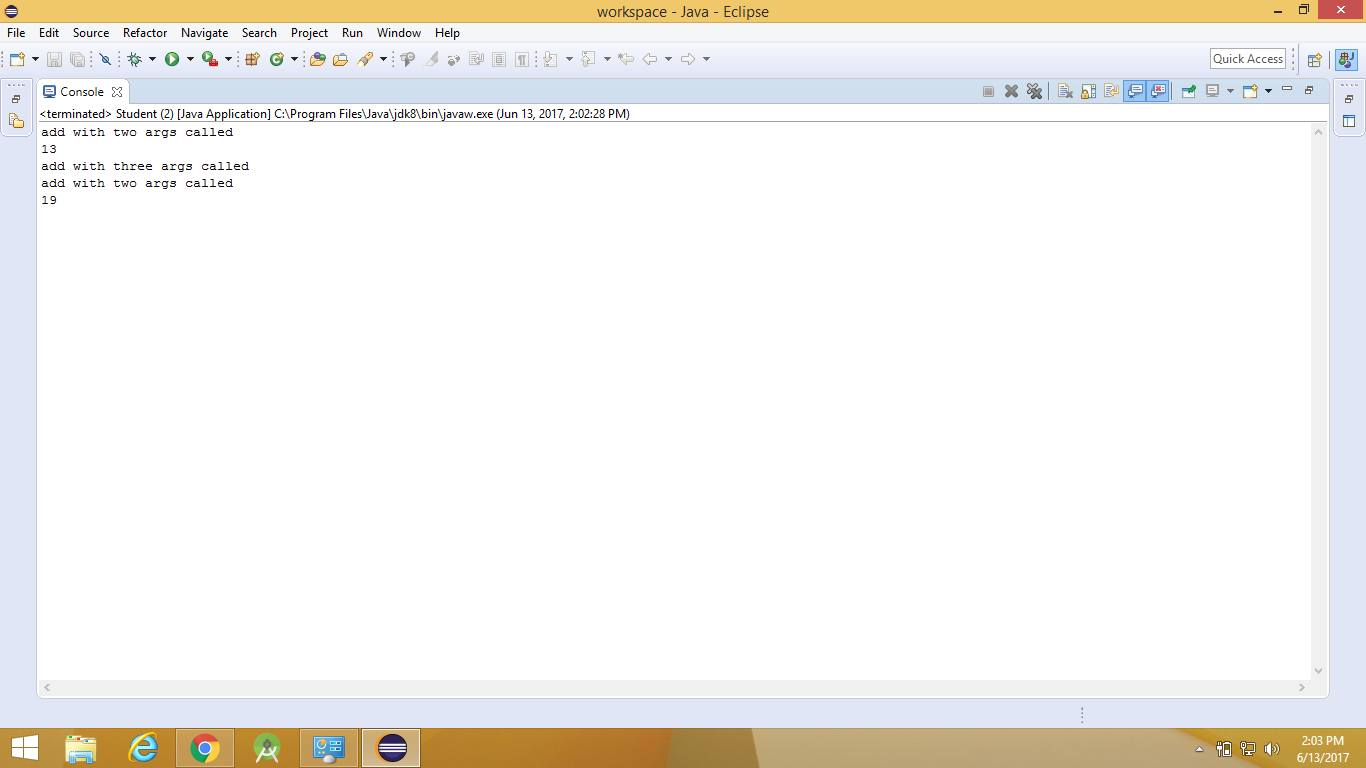 workspace - Java - Eclipse
File Edit Source Refactor Navigate Search Project Run Window Help
Quick Access
Console
<terminated> Student (2) [Java Application] C:\Program Files\Java\jdk8\bin\javaw.exe (Jun 13, 2017, 2:02:28 PM)
add with two args called
13
add with three args called
add with two args called
19
2:03 PM
6/13/2017